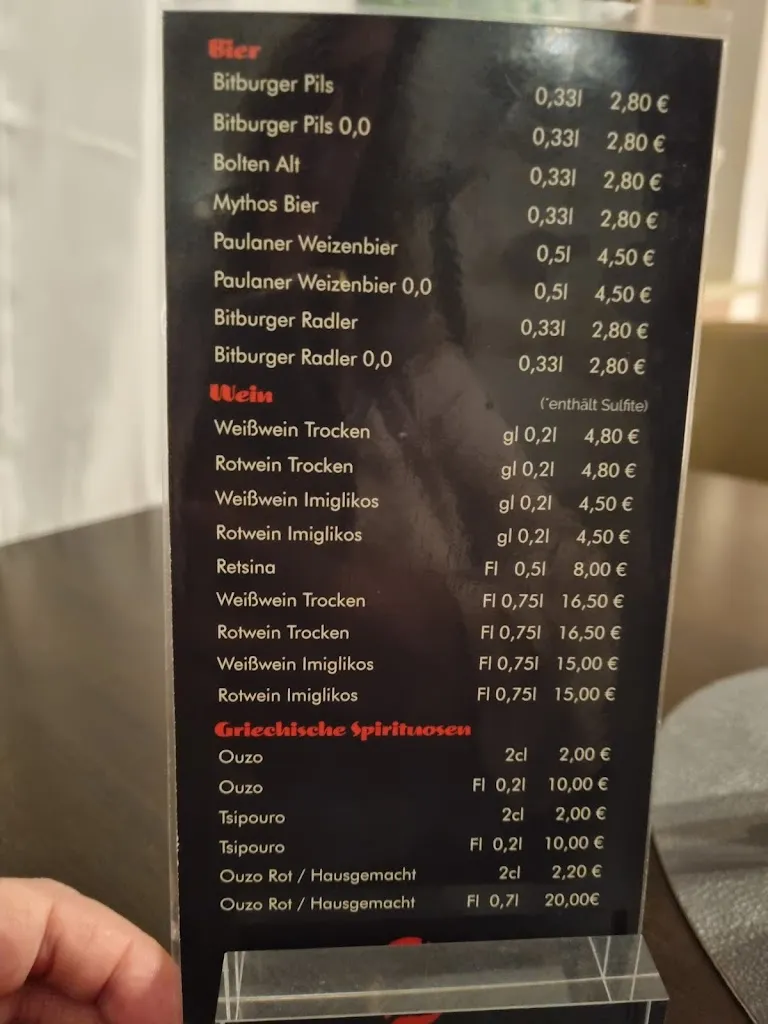 Bier
Bitburger Pils 0,33l 2,80 €
Bitburger Pils 0,0 0,33l 2,80 €
Bolten Alt 0,33l 2,80 €
Mythos Bier 0,33l 2,80 €
Paulaner Weizenbier 0,5l 4,50 €
Paulaner Weizenbier 0,0 0,5l 4,50 €
Bitburger Radler 0,33l 2,80 €
Bitburger Radler 0,0 0,33l 2,80 €
Wein (*enthält Sulfite)
Weißwein Trocken gl 0,2l 4,80 €
Rotwein Trocken gl 0,2l 4,80 €
Weißwein Imiglikos gl 0,2l 4,50 €
Rotwein Imiglikos gl 0,2l 4,50 €
Retsina Fl 0,5l 8,00 €
Weißwein Trocken Fl 0,75l 16,50 €
Rotwein Trocken Fl 0,75l 16,50 €
Weißwein Imiglikos Fl 0,75l 15,00 €
Rotwein Imiglikos Fl 0,75l 15,00 €
Griechische Spirituosen
Ouzo 2cl 2,00 €
Ouzo Fl 0,2l 10,00 €
Tsipouro 2cl 2,00 €
Tsipouro Fl 0,2l 10,00 €
Ouzo Rot / Hausgemacht 2cl 2,20 €
Ouzo Rot / Hausgemacht Fl 0,7l 20,00€